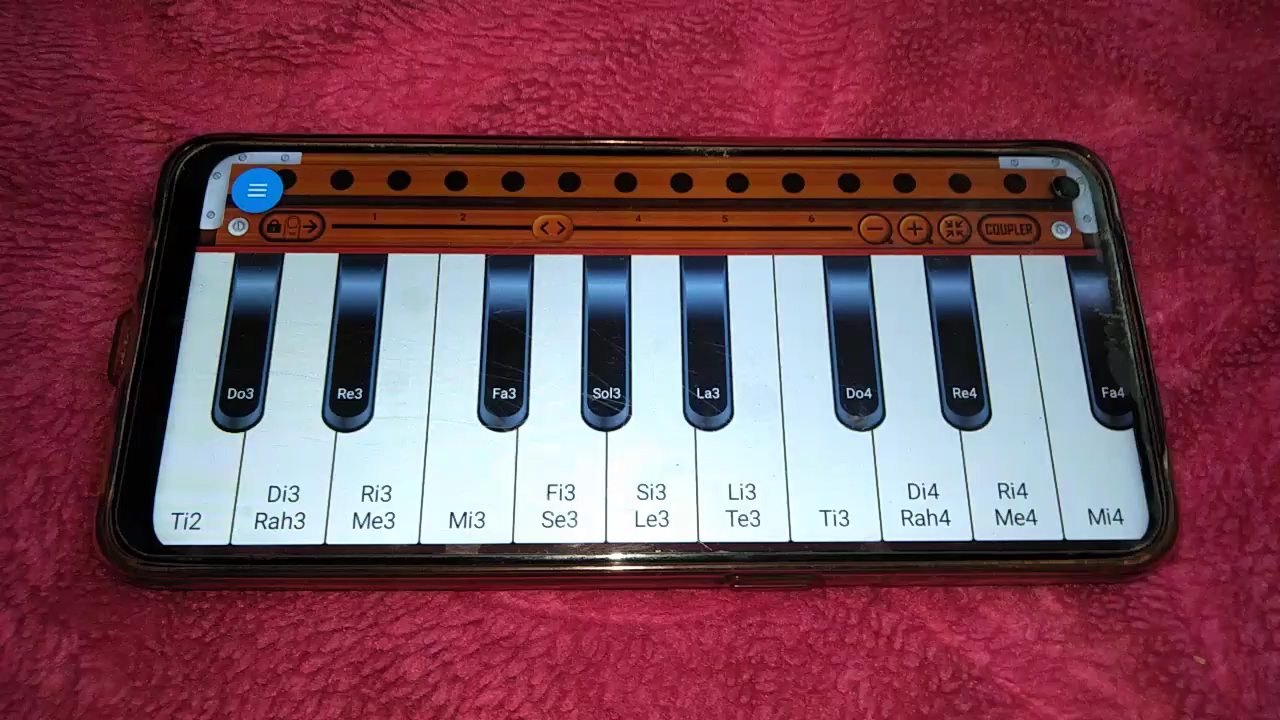 1 2 4 5 6
COUPLER
Do3 Re3 Fa3 Sol3 La3 Do4 Re4 Fa4
Di3 Ri3 Fi3 Si3 Li3 Di4 Ri4
Ti2 Rah3 Me3 Mi3 Se3 Le3 Te3 Ti3 Rah4 Me4 Mi4